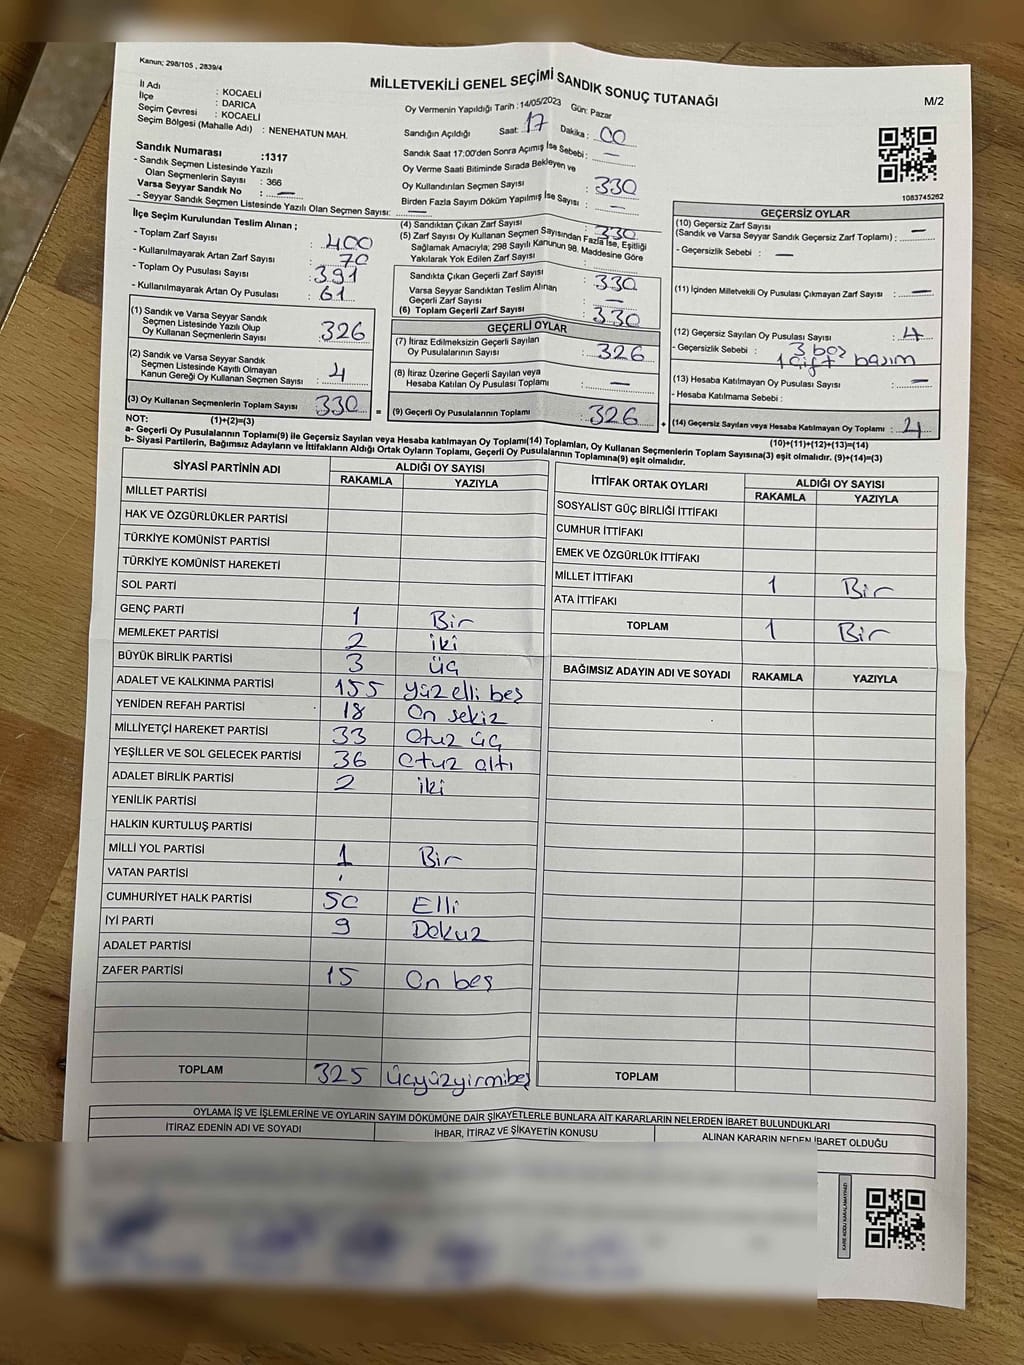 Kanun; 298/105 , 2839/4
MİLLETVEKİLİ GENEL SEÇİMİ SANDIK SONUÇ TUTANAĞI
M/2
İl Adı : KOCAELİ
İlçe : DARICA
Seçim Çevresi : KOCAELİ
Seçim Bölgesi (Mahalle Adı) : NENEHATUN MAH.
Sandık Numarası :1317
- Sandık Seçmen Listesinde Yazılı
Olan Seçmenlerin Sayısı : 366
Varsa Seyyar Sandık No : —
- Seyyar Sandık Seçmen Listesinde Yazılı Olan Seçmen Sayısı: —
Oy Vermenin Yapıldığı Tarih : 14/05/2023 Gün: Pazar
Sandığın Açıldığı Saat: 17 Dakika : 00
Sandık Saat 17:00'den Sonra Açımış İse Sebebi : —
Oy Verme Saati Bitiminde Sırada Bekleyen ve
Oy Kullandırılan Seçmen Sayısı : 330
Birden Fazla Sayım Döküm Yapılmış İse Sayısı : —
1083745262
İlçe Seçim Kurulundan Teslim Alınan ;
- Toplam Zarf Sayısı : 400
- Kullanılmayarak Artan Zarf Sayısı : 70
- Toplam Oy Pusulası Sayısı : 391
- Kullanılmayarak Artan Oy Pusulası : 61
(1) Sandık ve Varsa Seyyar Sandık
Seçmen Listesinde Yazılı Olup
Oy Kullanan Seçmenlerin Sayısı : 326
(2) Sandık ve Varsa Seyyar Sandık
Seçmen Listesinde Kayıtlı Olmayan
Kanun Gereği Oy Kullanan Seçmen Sayısı : 4
(3) Oy Kullanan Seçmenlerin Toplam Sayısı 330
(1)+(2)=(3)
(4) Sandıktan Çıkan Zarf Sayısı : 330
(5) Zarf Sayısı Oy Kullanan Seçmen Sayısından Fazla İse, Eşitliği
Sağlamak Amacıyla; 298 Sayılı Kanunun 98. Maddesine Göre
Yakılarak Yok Edilen Zarf Sayısı
Sandıkta Çıkan Geçerli Zarf Sayısı : 330
Varsa Seyyar Sandıktan Teslim Alınan
Geçerli Zarf Sayısı : —
(6) Toplam Geçerli Zarf Sayısı : 330
GEÇERLİ OYLAR
(7) İtiraz Edilmeksizin Geçerli Sayılan
Oy Pusulalarının Sayısı : 326
(8) İtiraz Üzerine Geçerli Sayılan veya
Hesaba Katılan Oy Pusulası Toplamı : —
= (9) Geçerli Oy Pusulalarının Toplamı : 326
GEÇERSİZ OYLAR
(10) Geçersiz Zarf Sayısı
(Sandık ve Varsa Seyyar Sandık Geçersiz Zarf Toplamı) : —
- Geçersizlik Sebebi : —
(11) İçinden Milletvekili Oy Pusulası Çıkmayan Zarf Sayısı : —
(12) Geçersiz Sayılan Oy Pusulası Sayısı : 4
- Geçersizlik Sebebi : 3 boş
1 çift basım
(13) Hesaba Katılmayan Oy Pusulası Sayısı : —
- Hesaba Katılmama Sebebi :
+ (14) Geçersiz Sayılan veya Hesaba Katılmayan Oy Toplamı : 4
(10)+(11)+(12)+(13)=(14)
NOT:
a- Geçerli Oy Pusulalarının Toplamı(9) ile Geçersiz Sayılan veya Hesaba katılmayan Oy Toplamı(14) Toplamları, Oy Kullanan Seçmenlerin Toplam Sayısına(3) eşit olmalıdır. (9)+(14)=(3)
b- Siyasi Partilerin, Bağımsız Adayların ve İttifakların Aldığı Ortak Oyların Toplamı, Geçerli Oy Pusulalarının Toplamına(9) eşit olmalıdır.
SİYASİ PARTİNİN ADI ALDIĞI OY SAYISI
RAKAMLA YAZIYLA
MİLLET PARTİSİ
HAK VE ÖZGÜRLÜKLER PARTİSİ
TÜRKİYE KOMÜNİST PARTİSİ
TÜRKİYE KOMÜNİST HAREKETİ
SOL PARTİ
GENÇ PARTİ 1 Bir
MEMLEKET PARTİSİ 2 iki
BÜYÜK BİRLİK PARTİSİ 3 üç
ADALET VE KALKINMA PARTİSİ 155 yüz elli beş
YENİDEN REFAH PARTİSİ 18 On sekiz
MİLLİYETÇİ HAREKET PARTİSİ 33 Otuz üç
YEŞİLLER VE SOL GELECEK PARTİSİ 36 Otuz altı
ADALET BİRLİK PARTİSİ 2 iki
YENİLİK PARTİSİ
HALKIN KURTULUŞ PARTİSİ
MİLLİ YOL PARTİSİ 1 Bir
VATAN PARTİSİ
CUMHURİYET HALK PARTİSİ 50 Elli
İYİ PARTİ 9 Dokuz
ADALET PARTİSİ
ZAFER PARTİSİ 15 On beş
TOPLAM 325 üçyüzyirmibeş
İTTİFAK ORTAK OYLARI ALDIĞI OY SAYISI
RAKAMLA YAZIYLA
SOSYALİST GÜÇ BİRLİĞİ İTTİFAKI
CUMHUR İTTİFAKI
EMEK VE ÖZGÜRLÜK İTTİFAKI
MİLLET İTTİFAKI 1 Bir
ATA İTTİFAKI
TOPLAM 1 Bir
BAĞIMSIZ ADAYIN ADI VE SOYADI RAKAMLA YAZIYLA
TOPLAM
OYLAMA İŞ VE İŞLEMLERİNE VE OYLARIN SAYIM DÖKÜMÜNE DAİR ŞİKAYETLERLE BUNLARA AİT KARARLARIN NELERDEN İBARET BULUNDUKLARI
İTİRAZ EDENİN ADI VE SOYADI İHBAR, İTİRAZ VE ŞİKAYETİN KONUSU ALINAN KARARIN NEDEN İBARET OLDUĞU
KARE KODU KARALAMAYINIZ!